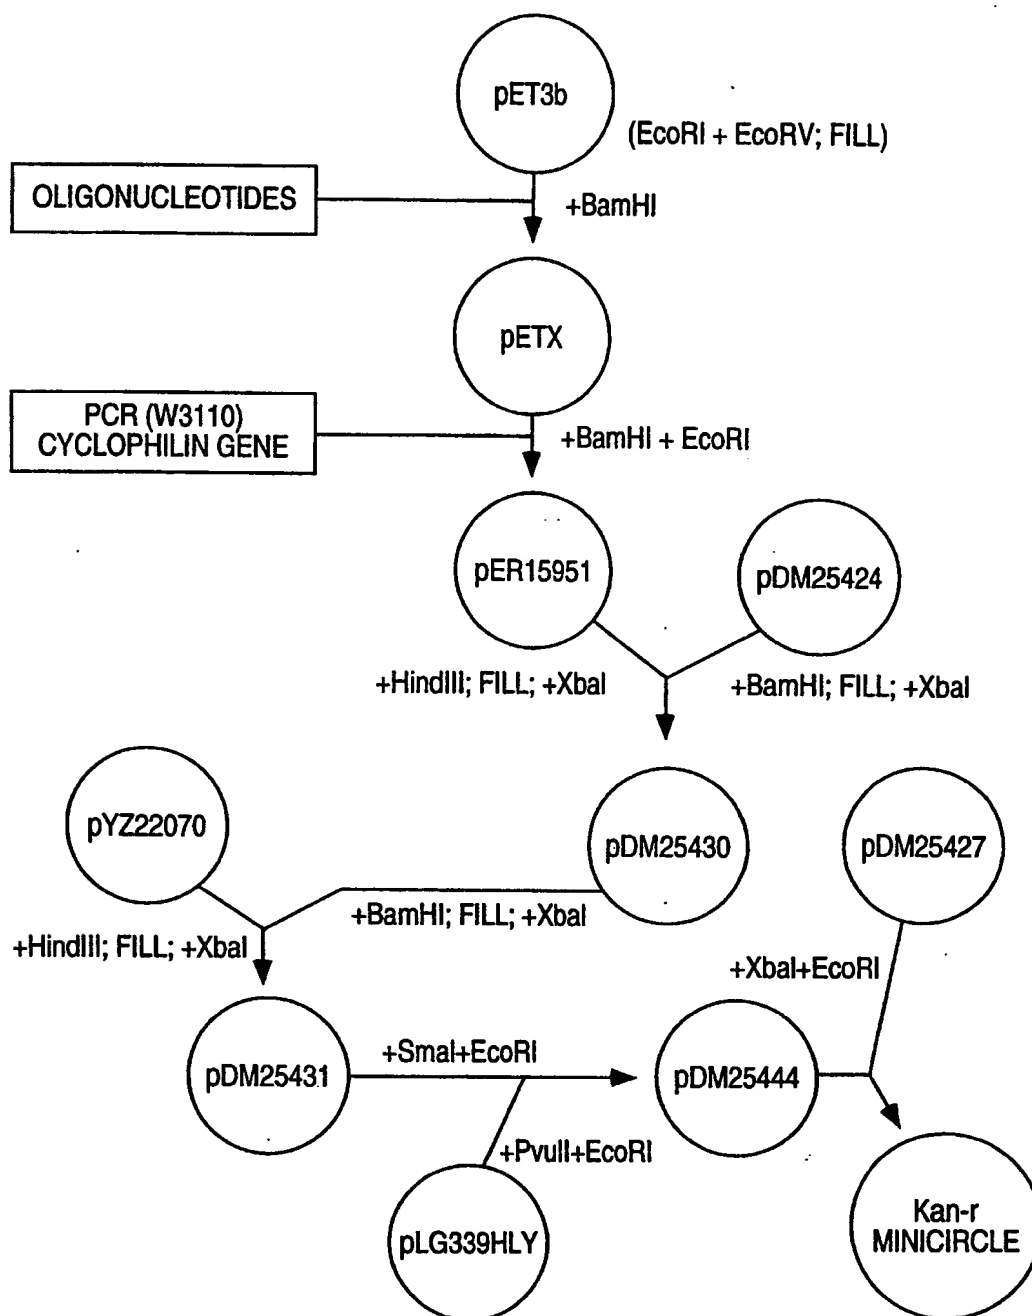 pET3b
(EcoRI + EcoRV; FILL)
OLIGONUCLEOTIDES
+BamHI
pETX
PCR (W3110)
CYCLOPHILIN GENE
+BamHI + EcoRI
pER15951
pDM25424
+HindIII; FILL; +XbaI
+BamHI; FILL; +XbaI
pYZ22070
pDM25430
pDM25427
+BamHI; FILL; +XbaI
+HindIII; FILL; +XbaI
+XbaI+EcoRI
pDM25431
+SmaI+EcoRI
pDM25444
+PvuII+EcoRI
pLG339HLY
Kan-r
MINICIRCLE